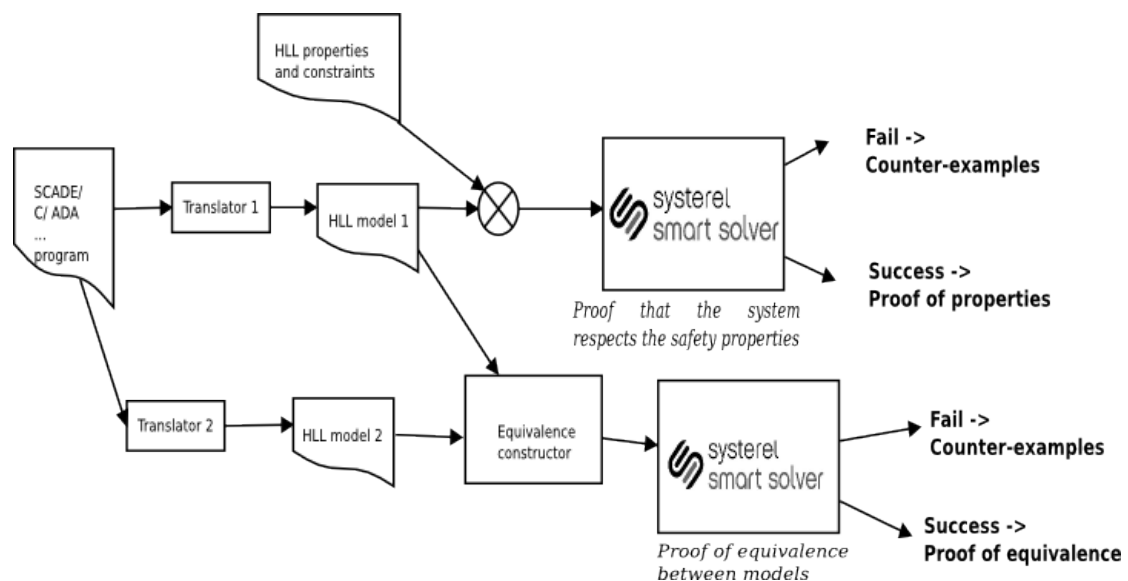 HLL properties
and constraints
SCADE/
C/ ADA
...
program
Translator 1
HLL model 1
systerel
smart solver
Fail ->
Counter-examples
Success ->
Proof of properties
Proof that the system
respects the safety properties
Translator 2
HLL model 2
Equivalence
constructor
systerel
smart solver
Fail ->
Counter-examples
Success ->
Proof of equivalence
Proof of equivalence
between models